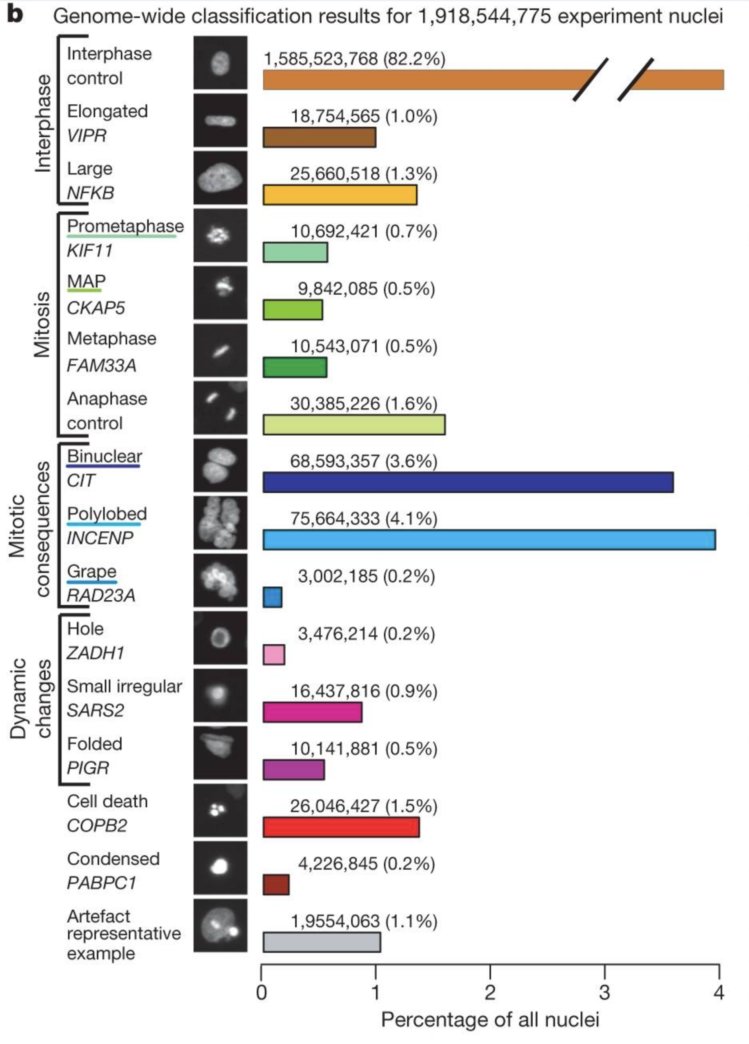 b Genome-wide classification results for 1,918,544,775 experiment nuclei
Interphase
Interphase
control
1,585,523,768 (82.2%)
Elongated
VIPR
18,754,565 (1.0%)
Large
NFKB
25,660,518 (1.3%)
Mitosis
Prometaphase
KIF11
10,692,421 (0.7%)
MAP
CKAP5
9,842,085 (0.5%)
Metaphase
FAM33A
10,543,071 (0.5%)
Anaphase
control
30,385,226 (1.6%)
Mitotic
consequences
Binuclear
CIT
68,593,357 (3.6%)
Polylobed
INCENP
75,664,333 (4.1%)
Grape
RAD23A
3,002,185 (0.2%)
Dynamic
changes
Hole
ZADH1
3,476,214 (0.2%)
Small irregular
SARS2
16,437,816 (0.9%)
Folded
PIGR
10,141,881 (0.5%)
Cell death
COPB2
26,046,427 (1.5%)
Condensed
PABPC1
4,226,845 (0.2%)
Artefact
representative
example
1,9554,063 (1.1%)
0 1 2 3 4
Percentage of all nuclei